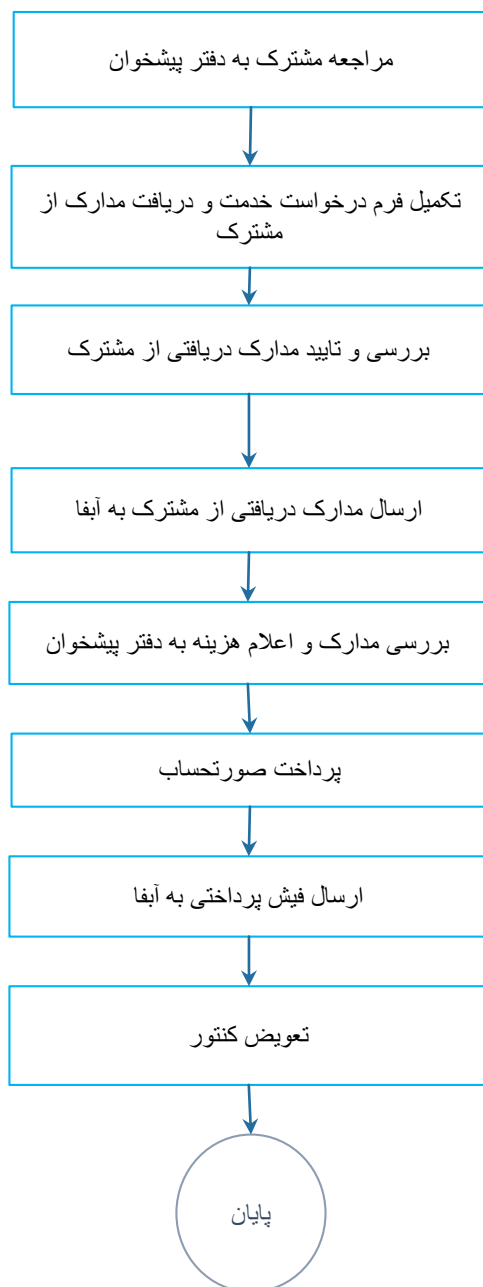 مراجعه مشترک به دفتر پیشخوان
تکمیل فرم درخواست خدمت و دریافت مدارک از
مشترک
بررسی و تایید مدارک دریافتی از مشترک
ارسال مدارک دریافتی از مشترک به آبفا
بررسی مدارک و اعلام هزینه به دفتر پیشخوان
پرداخت صورتحساب
ارسال فیش پرداختی به آبفا
تعویض کنتور
پایان